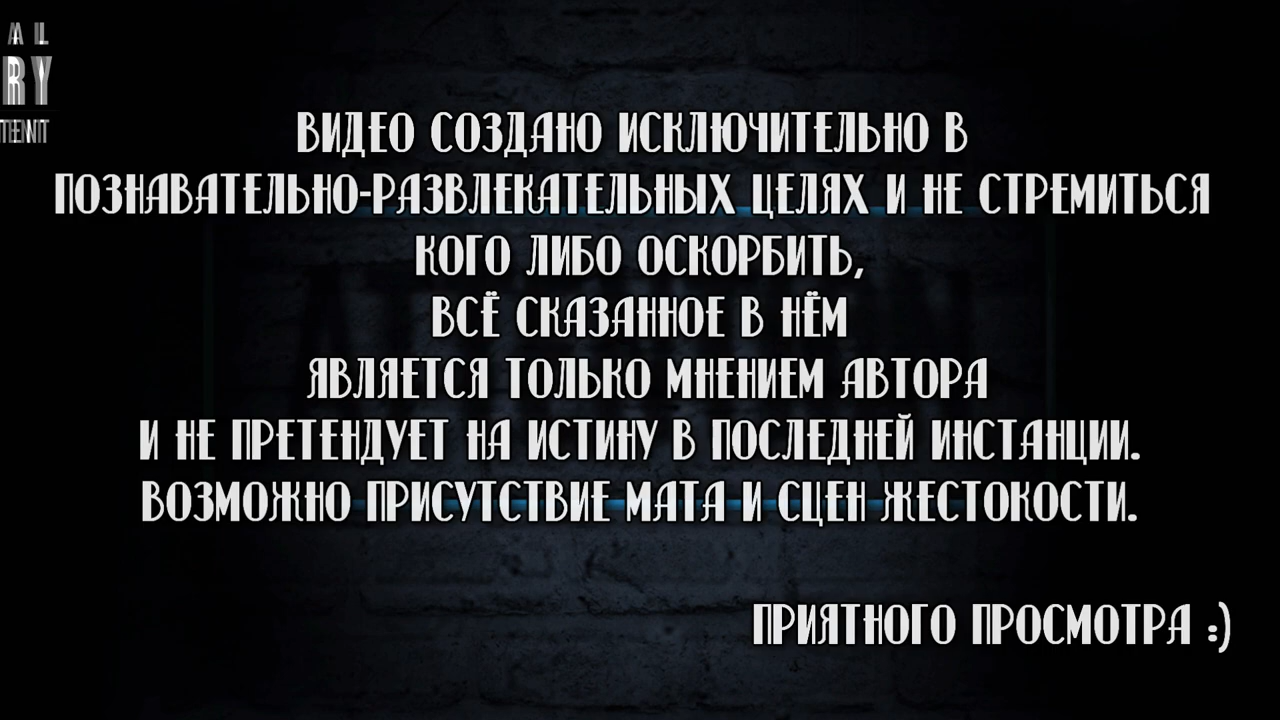 ВИДЕО СОЗДАНО ИСКЛЮЧИТЕЛЬНО В
ПОЗНАВАТЕЛЬНО-РАЗВЛЕКАТЕЛЬНЫХ ЦЕЛЯХ И НЕ СТРЕМИТЬСЯ
КОГО ЛИБО ОСКОРБИТЬ,
ВСЁ СКАЗАННОЕ В НЁМ
ЯВЛЯЕТСЯ ТОЛЬКО МНЕНИЕМ АВТОРА
И НЕ ПРЕТЕНДУЕТ НА ИСТИНУ В ПОСЛЕДНЕЙ ИНСТАНЦИИ.
ВОЗМОЖНО ПРИСУТСТВИЕ МАТА И СЦЕН ЖЕСТОКОСТИ.
ПРИЯТНОГО ПРОСМОТРА :)